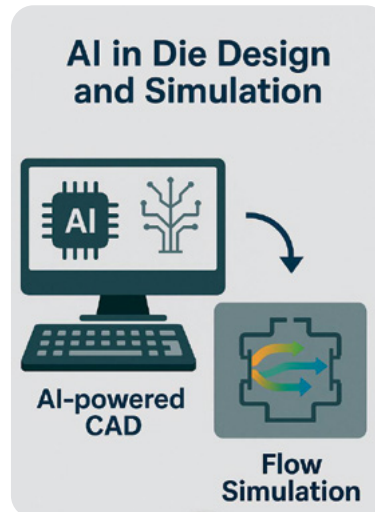 AI in Die Design
and Simulation
AI
AI-powered
CAD
Flow
Simulation